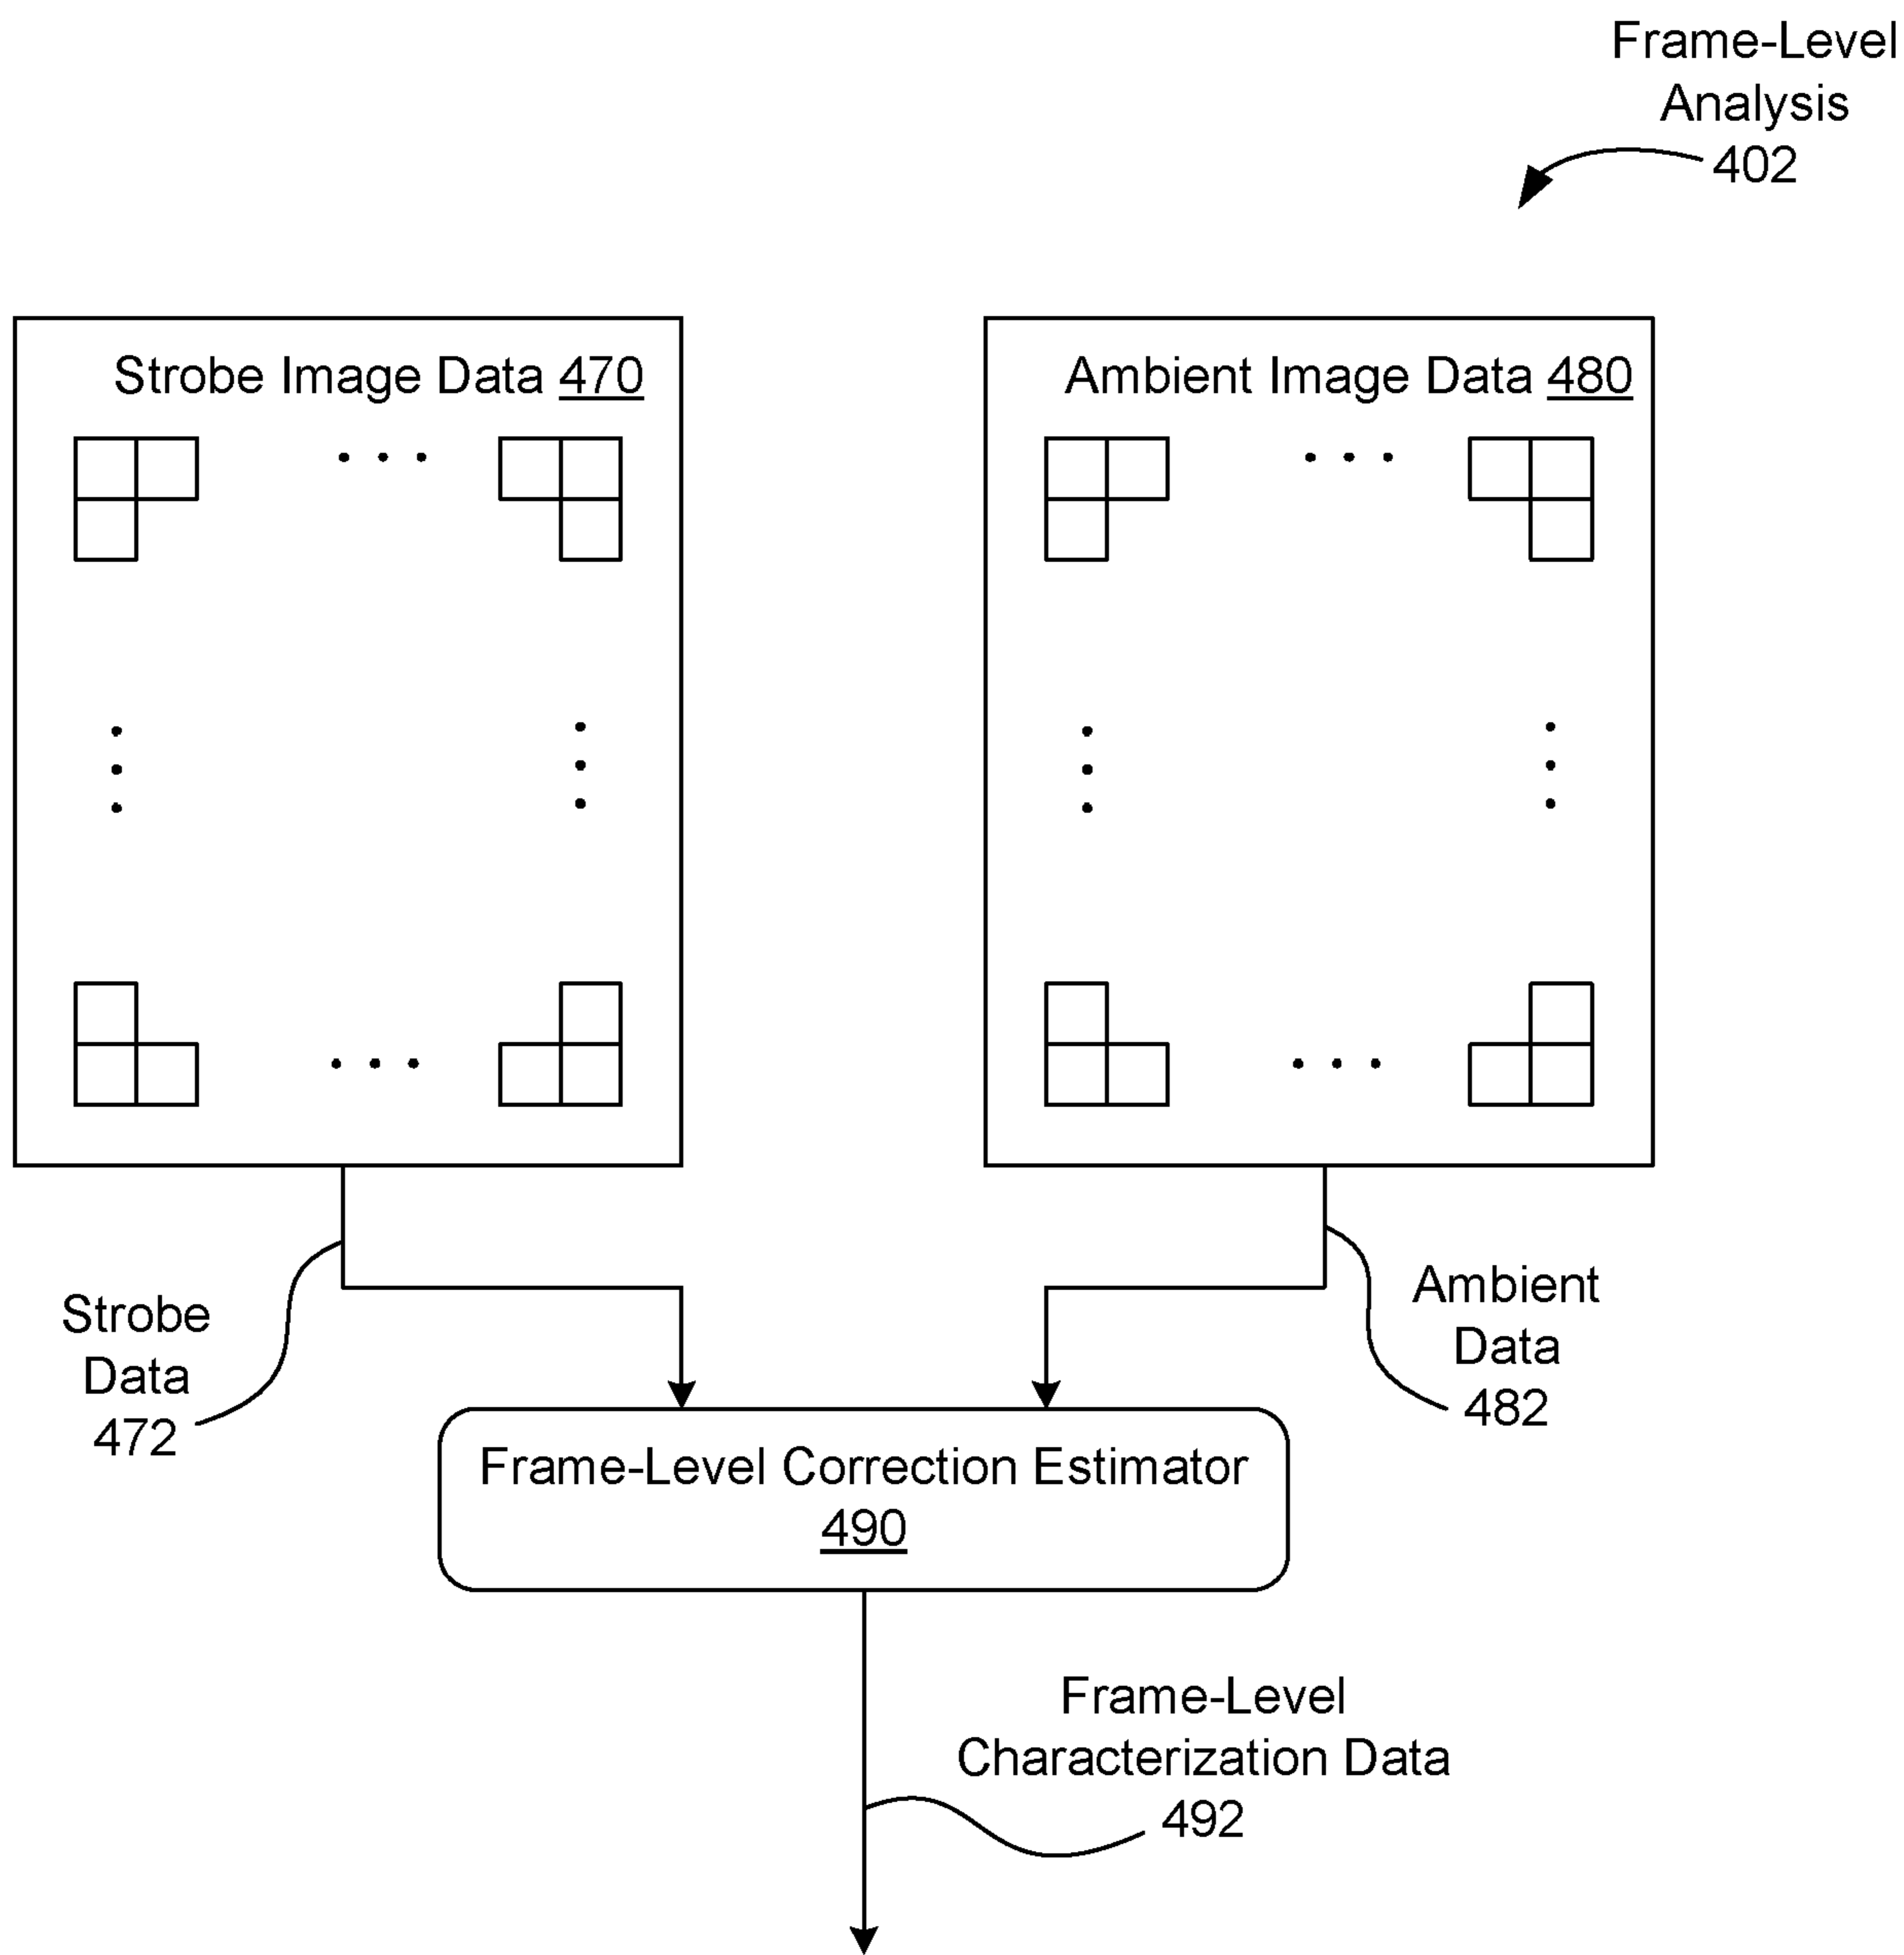 Frame-Level
Analysis
402
Strobe Image Data 470
Ambient Image Data 480
Strobe
Data
472
Ambient
Data
482
Frame-Level Correction Estimator
490
Frame-Level
Characterization Data
492